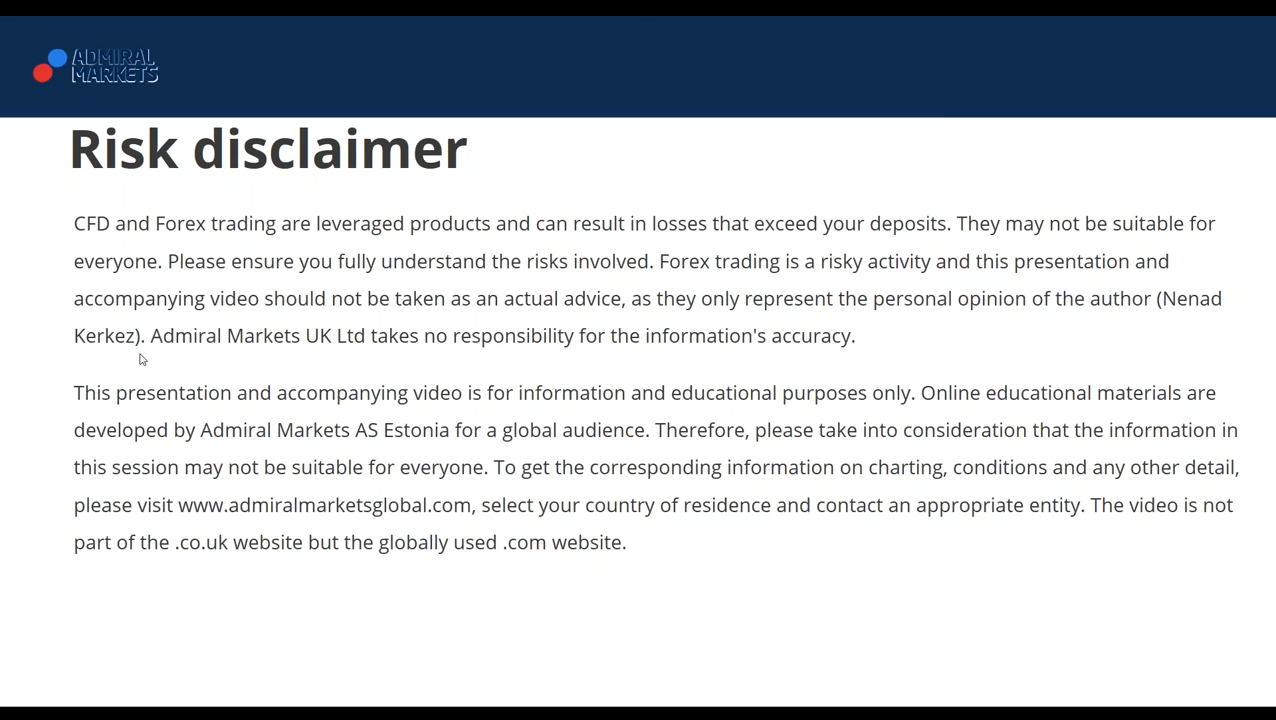 ADMIRAL
MARKETS
Risk disclaimer
CFD and Forex trading are leveraged products and can result in losses that exceed your deposits. They may not be suitable for
everyone. Please ensure you fully understand the risks involved. Forex trading is a risky activity and this presentation and
accompanying video should not be taken as an actual advice, as they only represent the personal opinion of the author (Nenad
Kerkez). Admiral Markets UK Ltd takes no responsibility for the information's accuracy.
This presentation and accompanying video is for information and educational purposes only. Online educational materials are
developed by Admiral Markets AS Estonia for a global audience. Therefore, please take into consideration that the information in
this session may not be suitable for everyone. To get the corresponding information on charting, conditions and any other detail,
please visit www.admiralmarketsglobal.com, select your country of residence and contact an appropriate entity. The video is not
part of the .co.uk website but the globally used .com website.